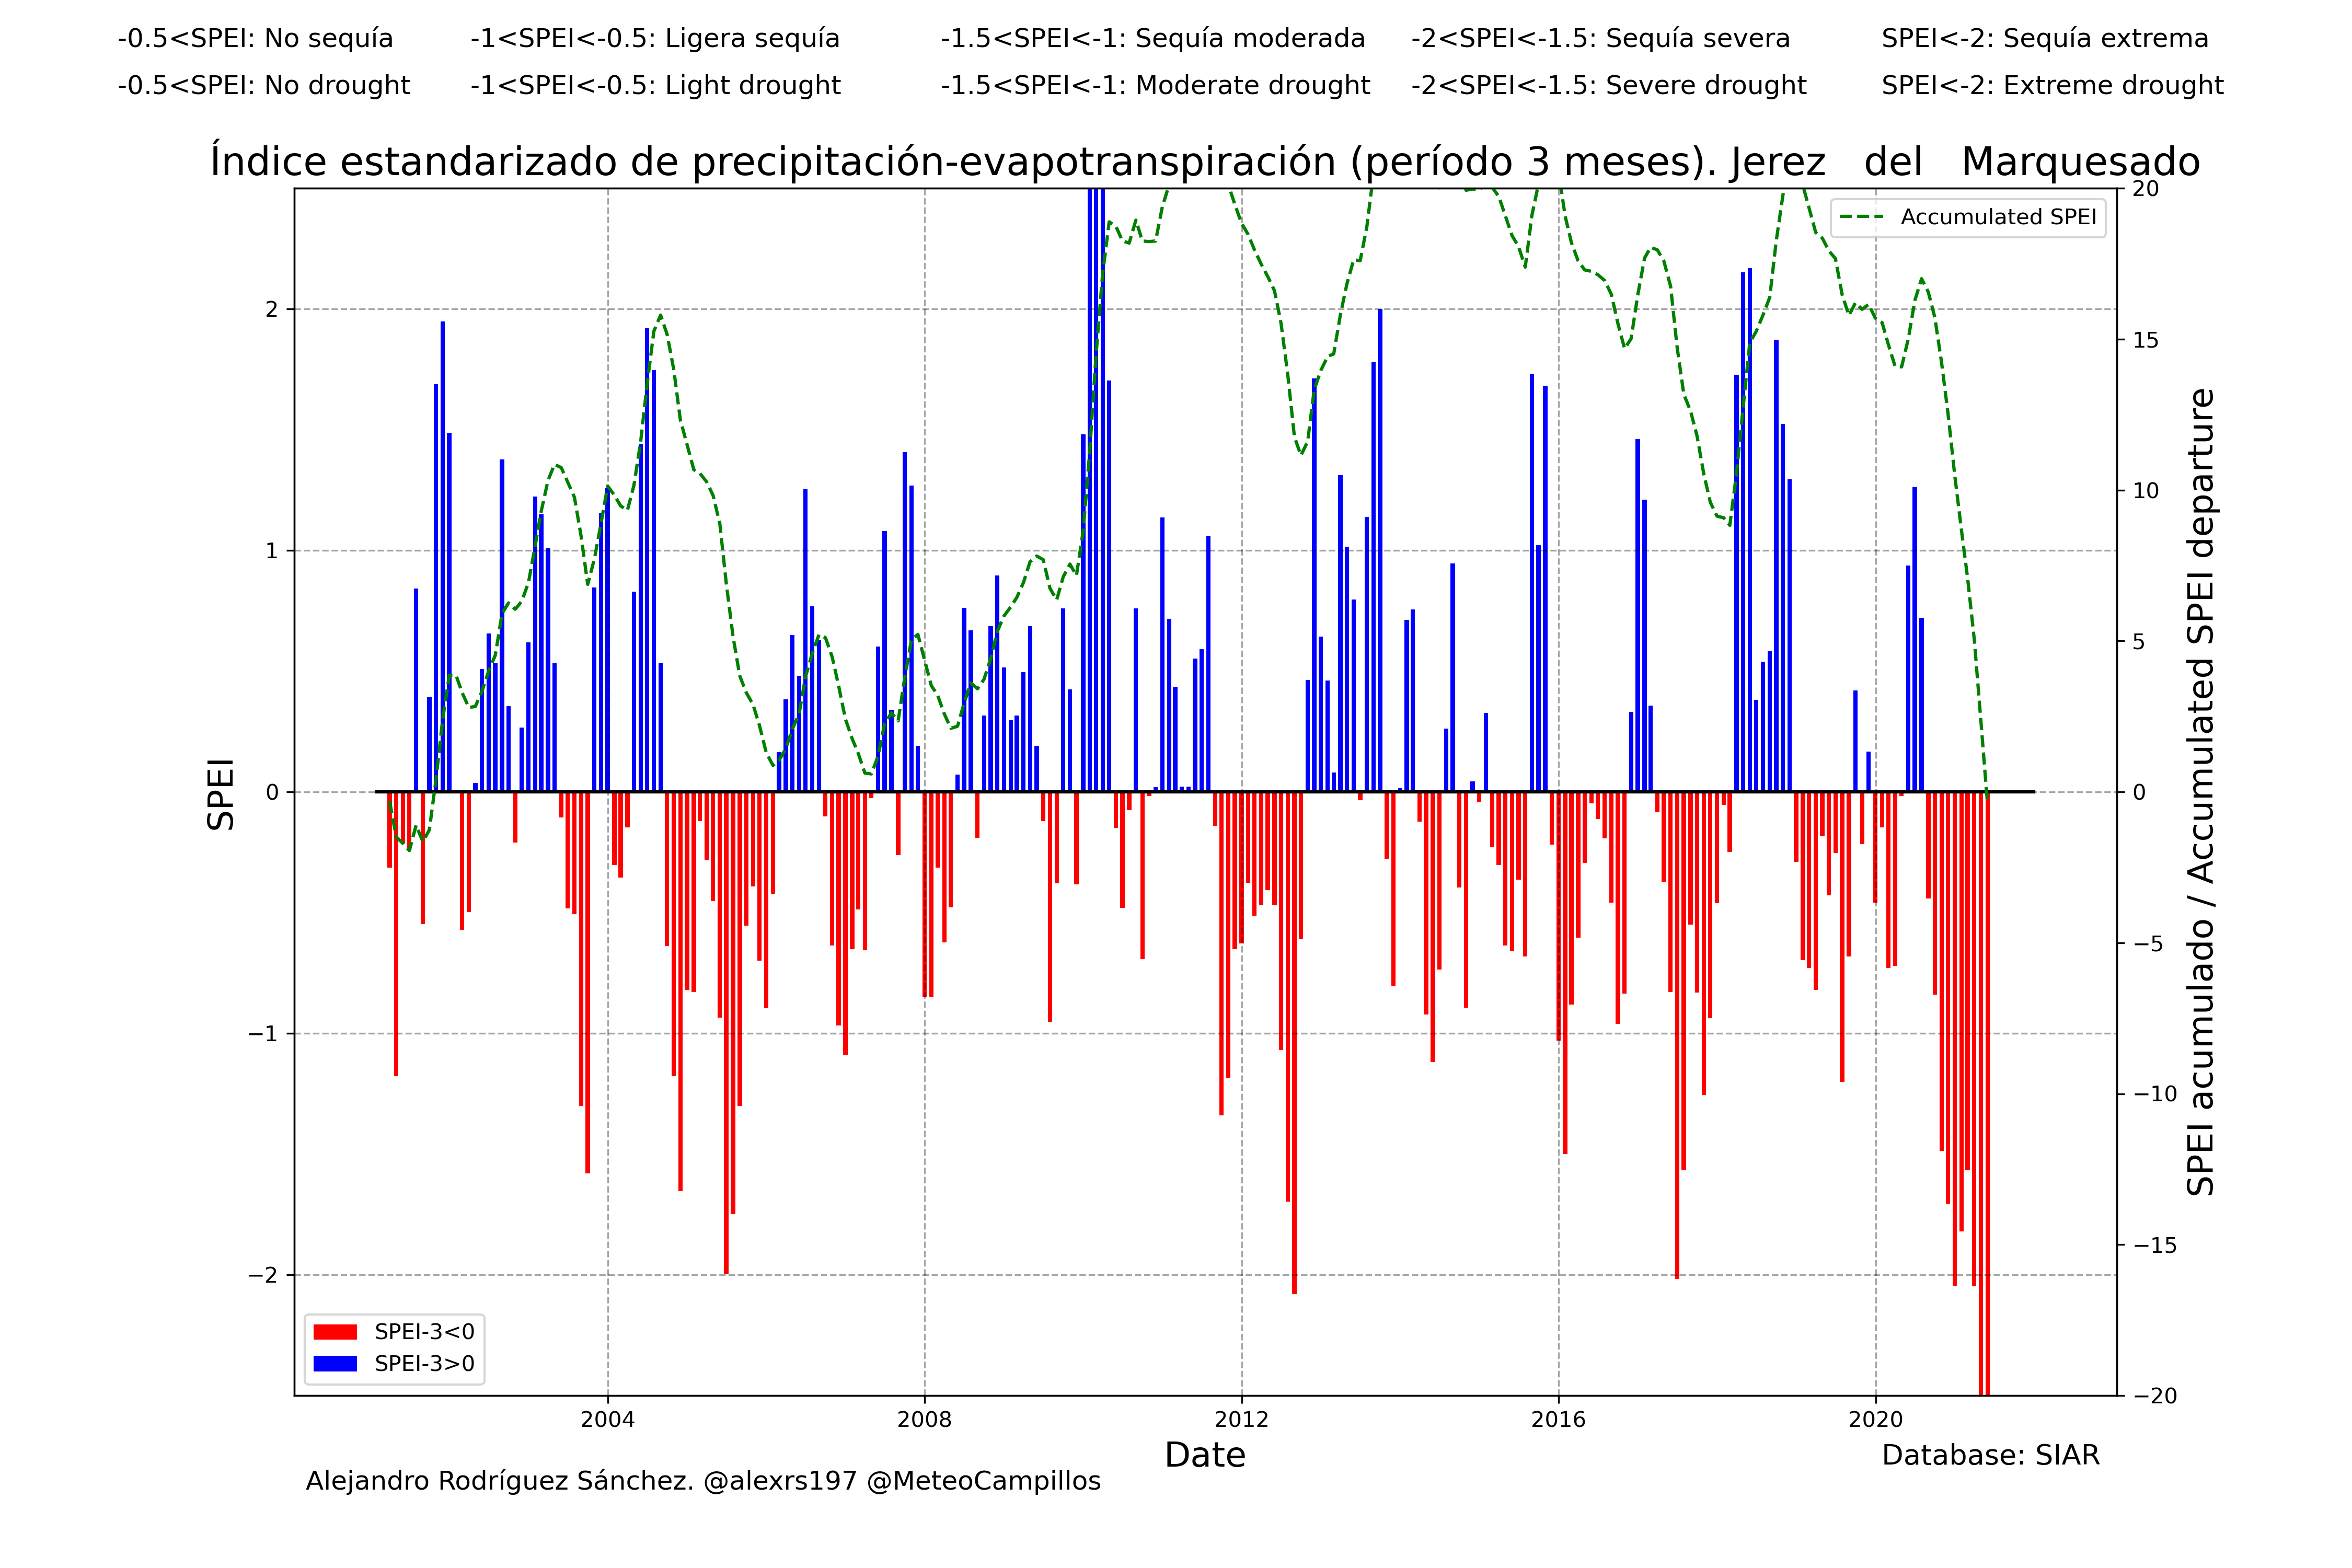 -0.5<SPEI: No sequía -1<SPEI<-0.5: Ligera sequía -1.5<SPEI<-1: Sequía moderada -2<SPEI<-1.5: Sequía severa SPEI<-2: Sequía extrema
-0.5<SPEI: No drought -1<SPEI<-0.5: Light drought -1.5<SPEI<-1: Moderate drought -2<SPEI<-1.5: Severe drought SPEI<-2: Extreme drought
Índice estandarizado de precipitación-evapotranspiración (período 3 meses). Jerez del Marquesado
Accumulated SPEI
SPEI
2
1
0
−1
−2
20
15
10
5
0
−5
−10
−15
−20
SPEI acumulado / Accumulated SPEI departure
SPEI-3<0
SPEI-3>0
2004 2008 2012 2016 2020
Date
Database: SIAR
Alejandro Rodríguez Sánchez. @alexrs197 @MeteoCampillos